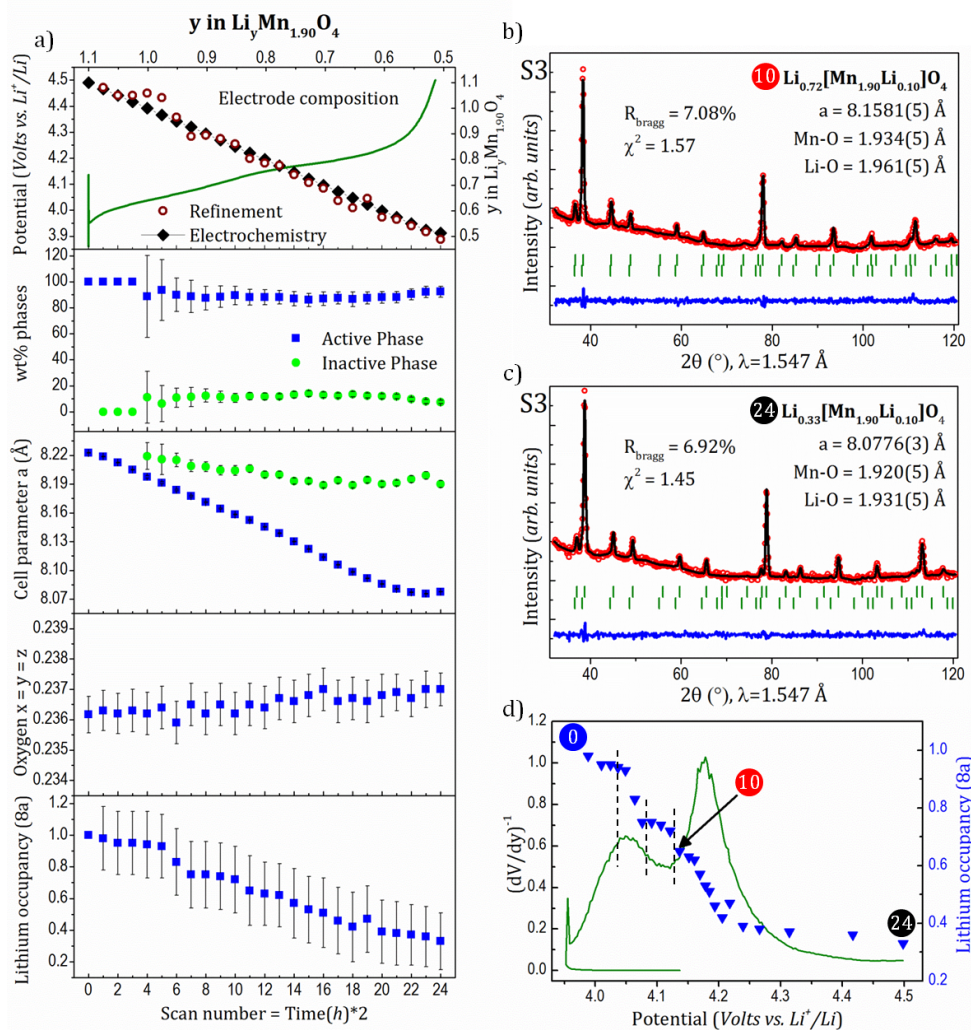 a)
y in LiyMn1.90O4
1.1 1.0 0.9 0.8 0.7 0.6 0.5
Potential (Volts vs. Li+/Li)
4.5
4.4
4.3
4.2
4.1
4.0
3.9
Electrode composition
Refinement
Electrochemistry
1.1
1.0
0.9
0.8
0.7
0.6
0.5
y in LiyMn1.90O4
wt% phases
120
100
80
60
40
20
0
Active Phase
Inactive Phase
Cell parameter a (Å)
8.22
8.19
8.16
8.13
8.10
8.07
Oxygen x = y = z
0.239
0.238
0.237
0.236
0.235
0.234
Lithium occupancy (8a)
1.2
1.0
0.8
0.6
0.4
0.2
0 2 4 6 8 10 12 14 16 18 20 22 24
Scan number = Time(h)*2
b)
S3
10 Li0.72[Mn1.90Li0.10]O4
a = 8.1581(5) Å
Mn-O = 1.934(5) Å
Li-O = 1.961(5) Å
Rbragg = 7.08%
χ2 = 1.57
Intensity (arb. units)
40 60 80 100 120
2θ (°), λ=1.547 Å
c)
S3
24 Li0.33[Mn1.90Li0.10]O4
a = 8.0776(3) Å
Mn-O = 1.920(5) Å
Li-O = 1.931(5) Å
Rbragg = 6.92%
χ2 = 1.45
Intensity (arb. units)
40 60 80 100 120
2θ (°), λ=1.547 Å
d)
(dV/dy)-1
1.2
1.0
0.8
0.6
0.4
0.2
0.0
0
10
24
1.0
0.8
0.6
0.4
0.2
Lithium occupancy (8a)
4.0 4.1 4.2 4.3 4.4 4.5
Potential (Volts vs. Li+/Li)